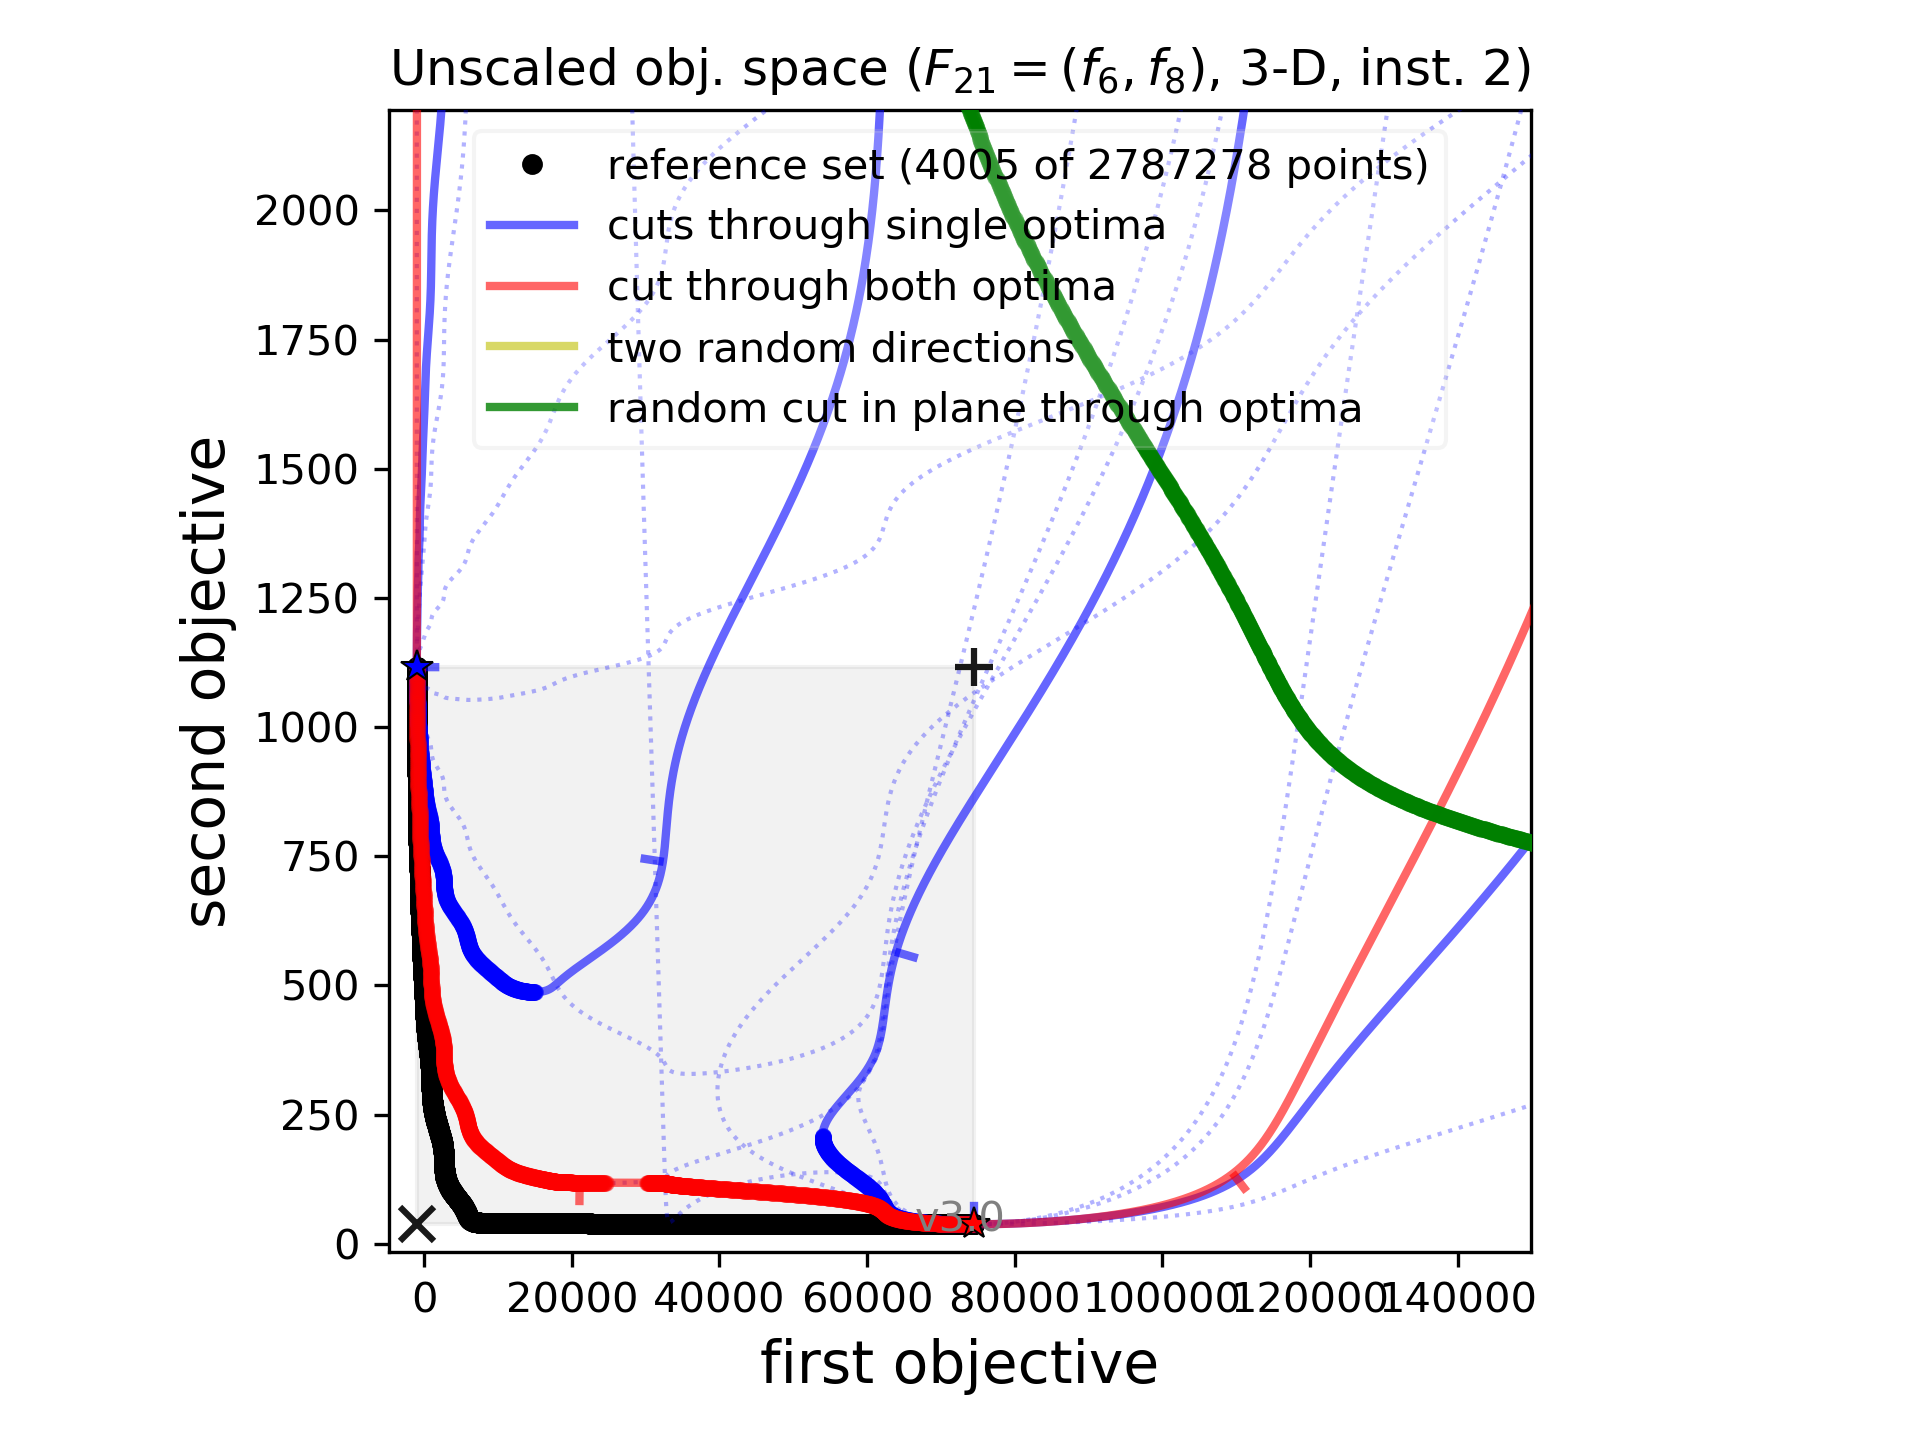 Unscaled obj. space (F₂₁ = (f₆, f₈), 3-D, inst. 2)
reference set (4005 of 2787278 points)
cuts through single optima
cut through both optima
two random directions
random cut in plane through optima
second objective
2000
1750
1500
1250
1000
750
500
250
0
v3.0
0 20000 40000 60000 80000 100000 120000 140000
first objective